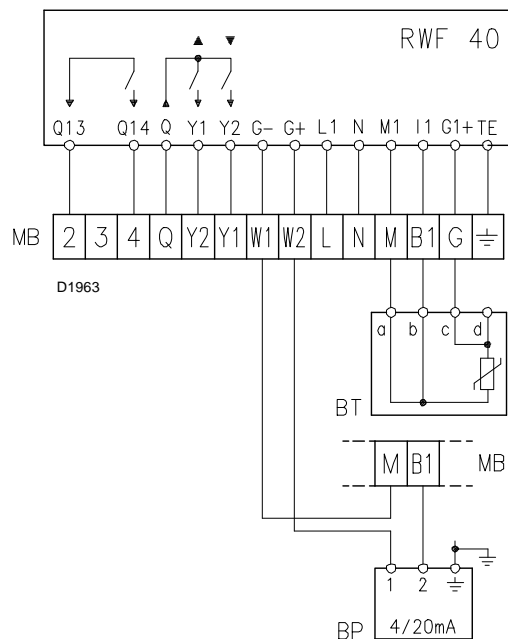 RWF 40
Q13 Q14 Q Y1 Y2 G- G+ L1 N M1 I1 G1+ TE
MB 2 3 4 Q Y2 Y1 W1 W2 L N M B1 G
D1963
a b c d
BT
M B1 MB
1 2
BP 4/20mA